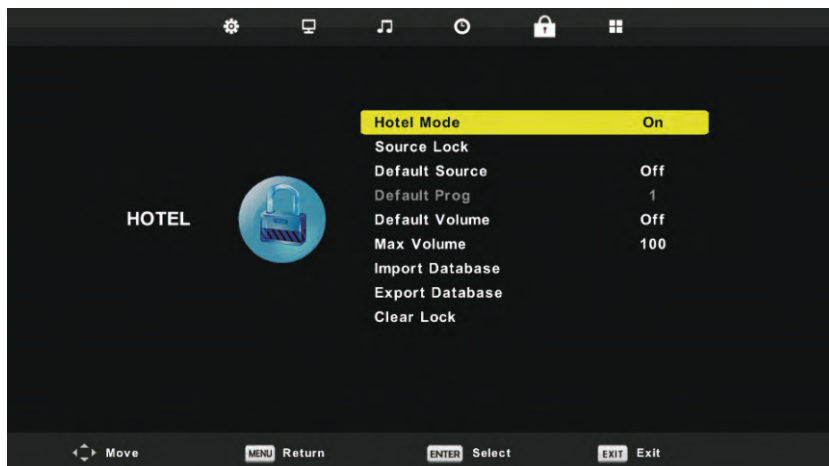 Hotel Mode On
Source Lock
Default Source Off
Default Prog 1
HOTEL
Default Volume Off
Max Volume 100
Import Database
Export Database
Clear Lock
Move MENU Return ENTER Select EXIT Exit